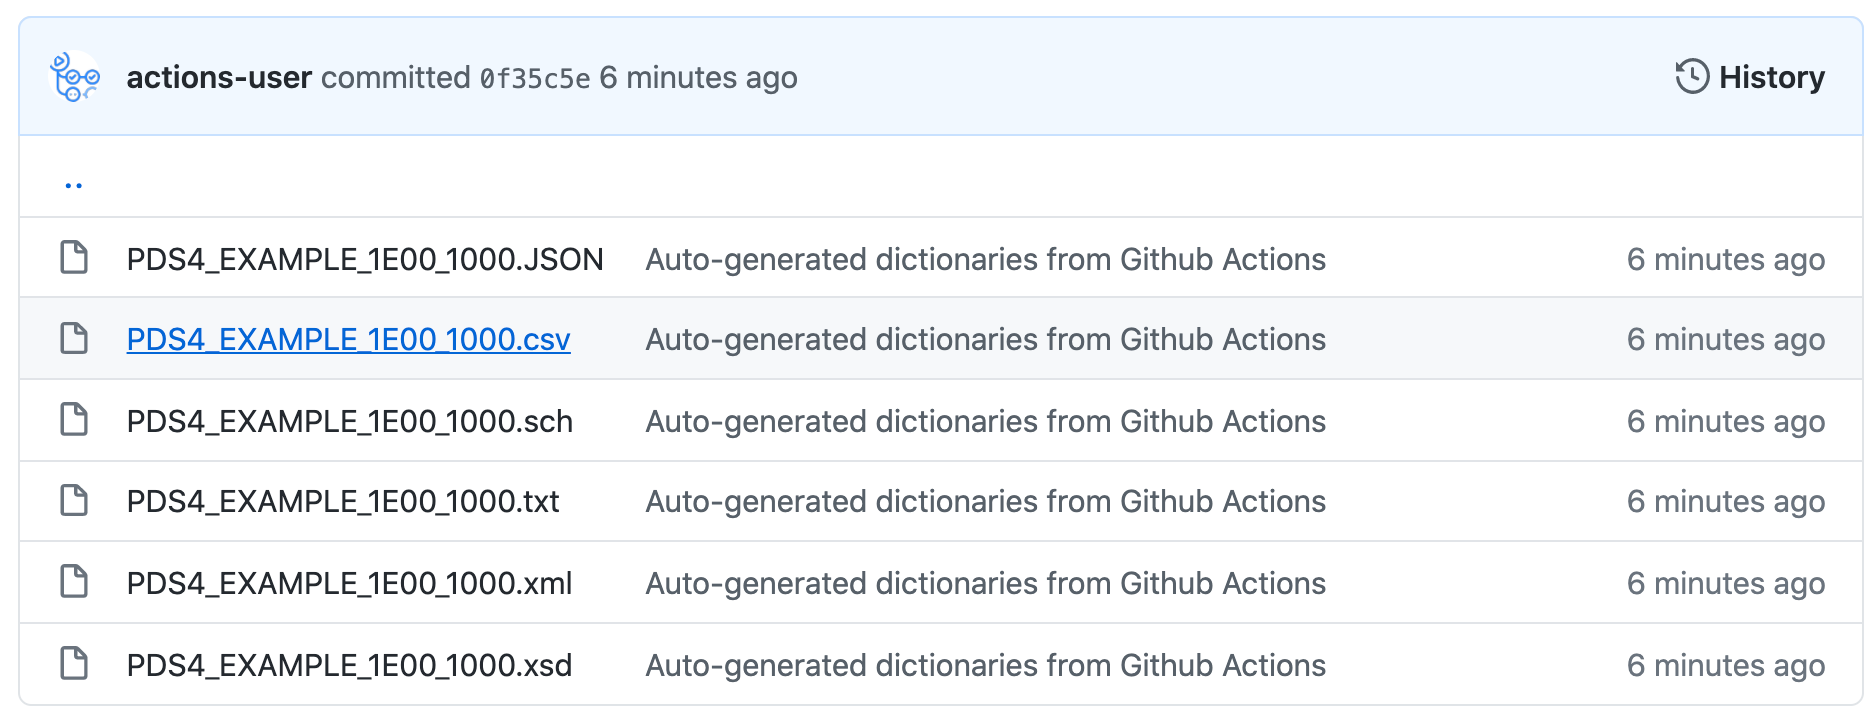 actions-user committed 0f35c5e 6 minutes ago History
..
PDS4_EXAMPLE_1E00_1000.JSON Auto-generated dictionaries from Github Actions 6 minutes ago
PDS4_EXAMPLE_1E00_1000.csv Auto-generated dictionaries from Github Actions 6 minutes ago
PDS4_EXAMPLE_1E00_1000.sch Auto-generated dictionaries from Github Actions 6 minutes ago
PDS4_EXAMPLE_1E00_1000.txt Auto-generated dictionaries from Github Actions 6 minutes ago
PDS4_EXAMPLE_1E00_1000.xml Auto-generated dictionaries from Github Actions 6 minutes ago
PDS4_EXAMPLE_1E00_1000.xsd Auto-generated dictionaries from Github Actions 6 minutes ago